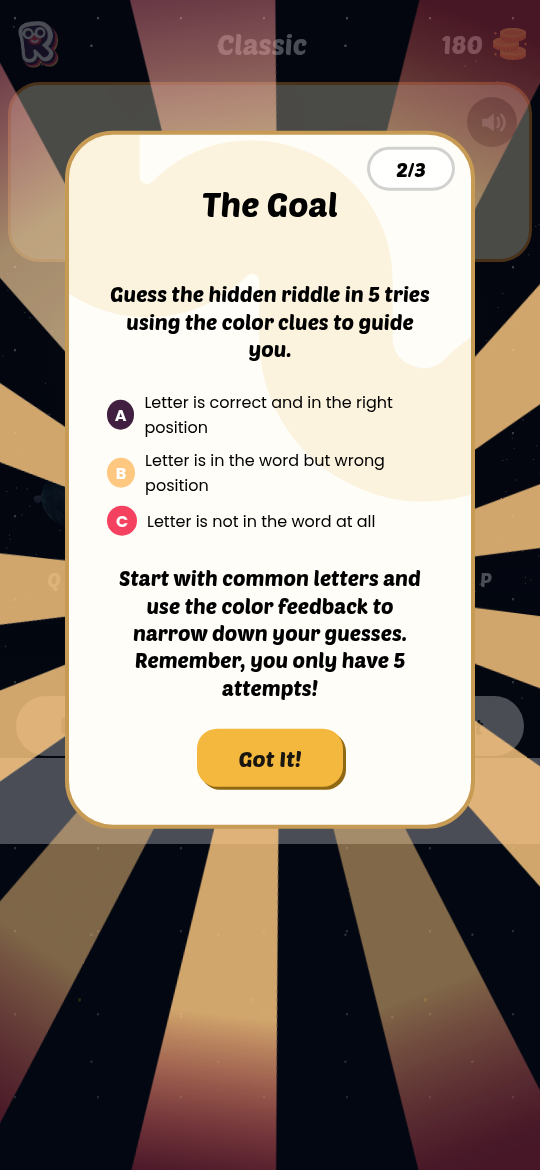 Classic
180
2/3
The Goal
Guess the hidden riddle in 5 tries
using the color clues to guide
you.
A Letter is correct and in the right
position
B Letter is in the word but wrong
position
C Letter is not in the word at all
Start with common letters and
use the color feedback to
narrow down your guesses.
Remember, you only have 5
attempts!
Q P
Got It!